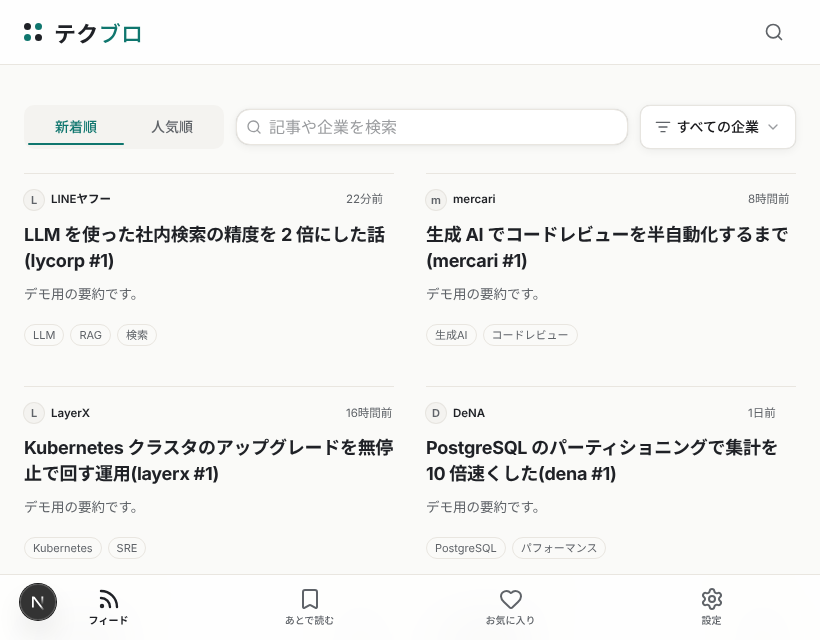 テクブロ
新着順
人気順
記事や企業を検索
すべての企業
L LINEヤフー 22分前
LLM を使った社内検索の精度を 2 倍にした話
(lycorp #1)
デモ用の要約です。
LLM RAG 検索
m mercari 8時間前
生成 AI でコードレビューを半自動化するまで
(mercari #1)
デモ用の要約です。
生成AI コードレビュー
L LayerX 16時間前
Kubernetes クラスタのアップグレードを無停
止で回す運用(layerx #1)
デモ用の要約です。
Kubernetes SRE
D DeNA 1日前
PostgreSQL のパーティショニングで集計を
10 倍速くした(dena #1)
デモ用の要約です。
PostgreSQL パフォーマンス
N
フィード
あとで読む
お気に入り
設定